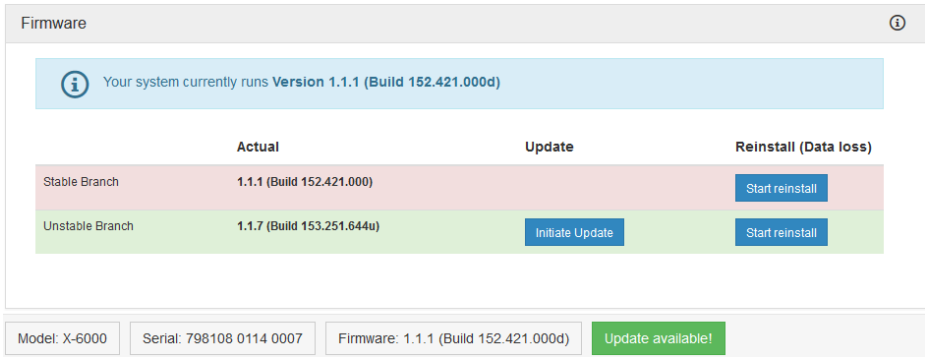 Firmware
Your system currently runs Version 1.1.1 (Build 152.421.000d)
Actual Update Reinstall (Data loss)
Stable Branch 1.1.1 (Build 152.421.000) Start reinstall
Unstable Branch 1.1.7 (Build 153.251.644u) Initiate Update Start reinstall
Model: X-6000 Serial: 798108 0114 0007 Firmware: 1.1.1 (Build 152.421.000d) Update available!